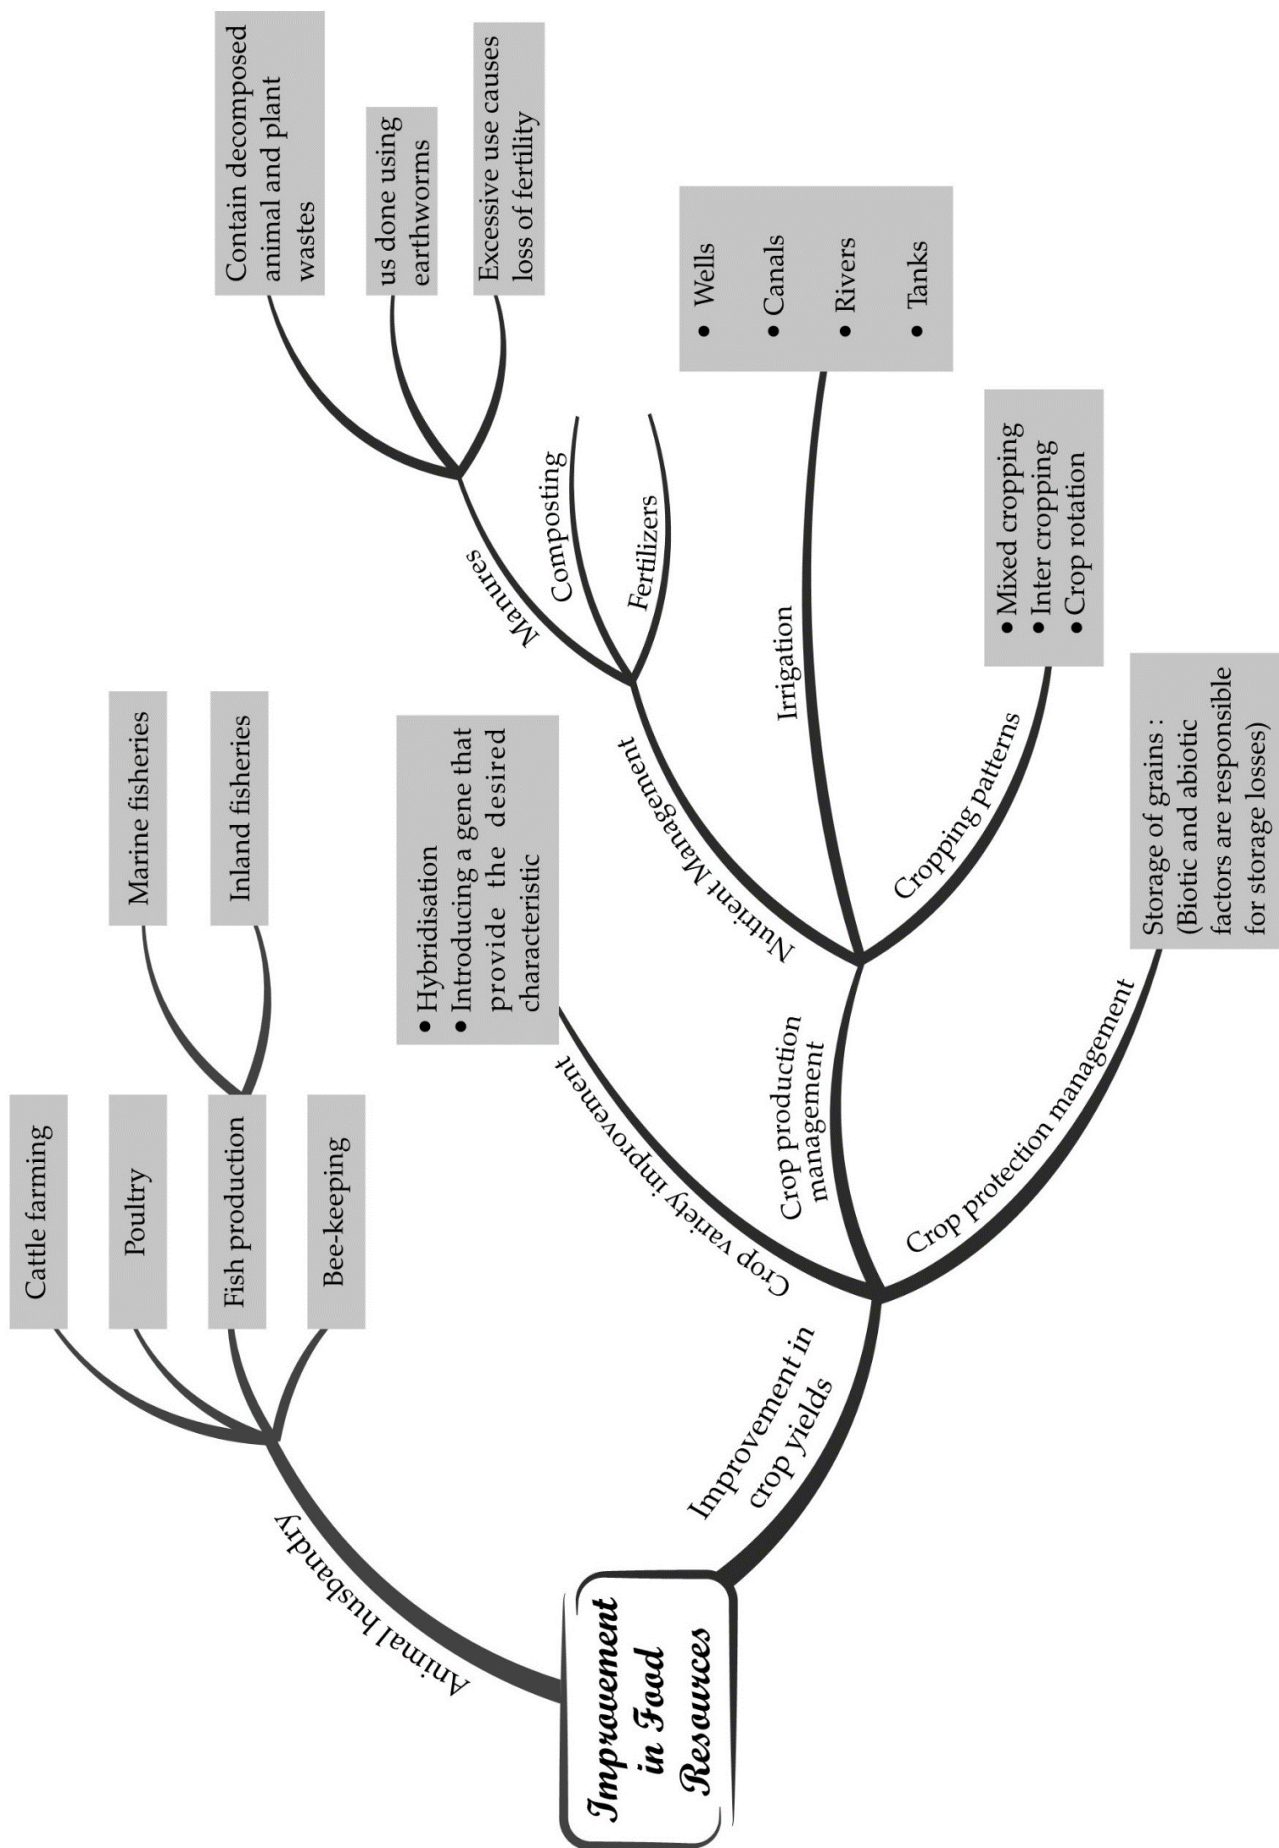 Improvement
in Food
Resources
Animal husbandry
Cattle farming
Poultry
Fish production
Bee-keeping
Marine fisheries
Inland fisheries
Improvement in
crop yields
Crop variety improvement
• Hybridisation
• Introducing a gene that
provide the desired
characteristic
Crop production
management
Nutrient Management
Manures
Contain decomposed
animal and plant
wastes
us done using
earthworms
Excessive use causes
loss of fertility
Composting
Fertilizers
Irrigation
• Wells
• Canals
• Rivers
• Tanks
Cropping patterns
• Mixed cropping
• Inter cropping
• Crop rotation
Crop protection management
Storage of grains :
(Biotic and abiotic
factors are responsible
for storage losses)